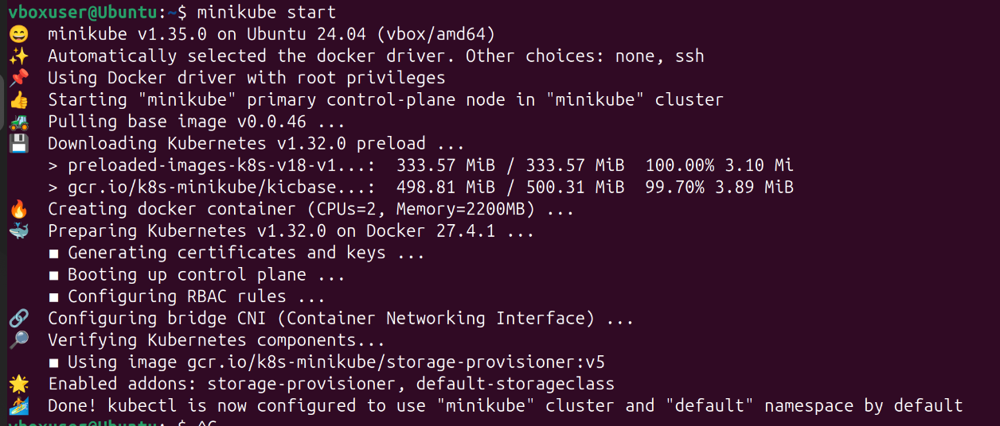 vboxuser@Ubuntu:~$ minikube start
😄 minikube v1.35.0 on Ubuntu 24.04 (vbox/amd64)
✨ Automatically selected the docker driver. Other choices: none, ssh
📌 Using Docker driver with root privileges
👍 Starting "minikube" primary control-plane node in "minikube" cluster
🚜 Pulling base image v0.0.46 ...
💾 Downloading Kubernetes v1.32.0 preload ...
> preloaded-images-k8s-v18-v1...: 333.57 MiB / 333.57 MiB 100.00% 3.10 Mi
> gcr.io/k8s-minikube/kicbase...: 498.81 MiB / 500.31 MiB 99.70% 3.89 MiB
🔥 Creating docker container (CPUs=2, Memory=2200MB) ...
🐳 Preparing Kubernetes v1.32.0 on Docker 27.4.1 ...
▪ Generating certificates and keys ...
▪ Booting up control plane ...
▪ Configuring RBAC rules ...
🔗 Configuring bridge CNI (Container Networking Interface) ...
🔎 Verifying Kubernetes components...
▪ Using image gcr.io/k8s-minikube/storage-provisioner:v5
🌟 Enabled addons: storage-provisioner, default-storageclass
🏄 Done! kubectl is now configured to use "minikube" cluster and "default" namespace by default
vboxuser@Ubuntu:~$ ^C